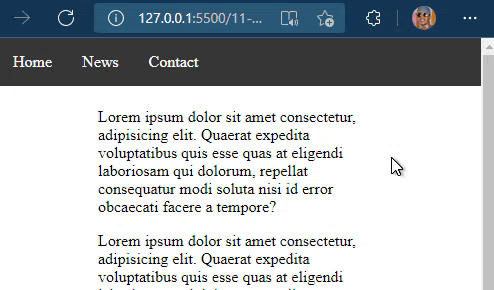 127.0.0.1:5500/11-...
Home News Contact
Lorem ipsum dolor sit amet consectetur,
adipisicing elit. Quaerat expedita
voluptatibus quis esse quas at eligendi
laboriosam qui dolorum, repellat
consequatur modi soluta nisi id error
obcaecati facere a tempore?
Lorem ipsum dolor sit amet consectetur,
adipisicing elit. Quaerat expedita
voluptatibus quis esse quas at eligendi